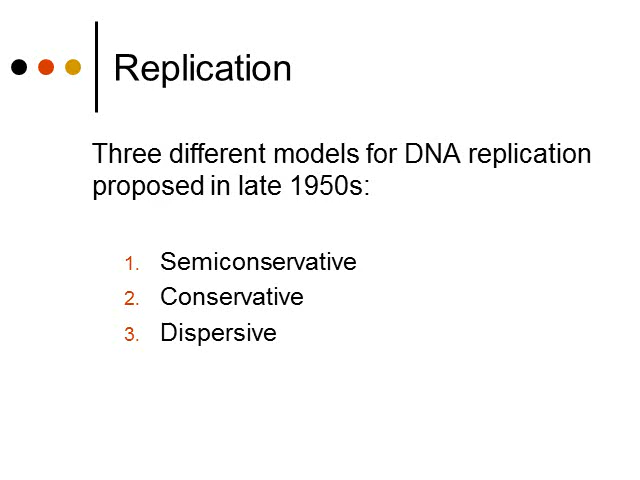 Replication
Three different models for DNA replication
proposed in late 1950s:
1. Semiconservative
2. Conservative
3. Dispersive